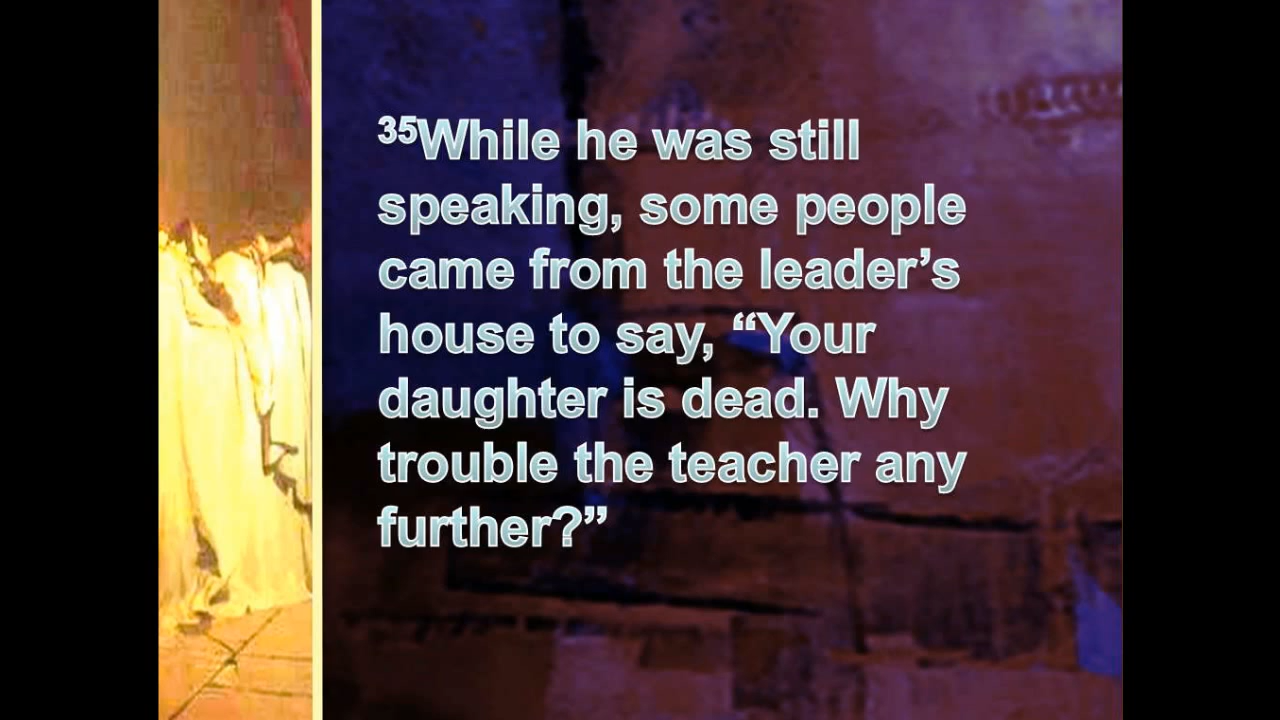 35While he was still
speaking, some people
came from the leader’s
house to say, “Your
daughter is dead. Why
trouble the teacher any
further?”